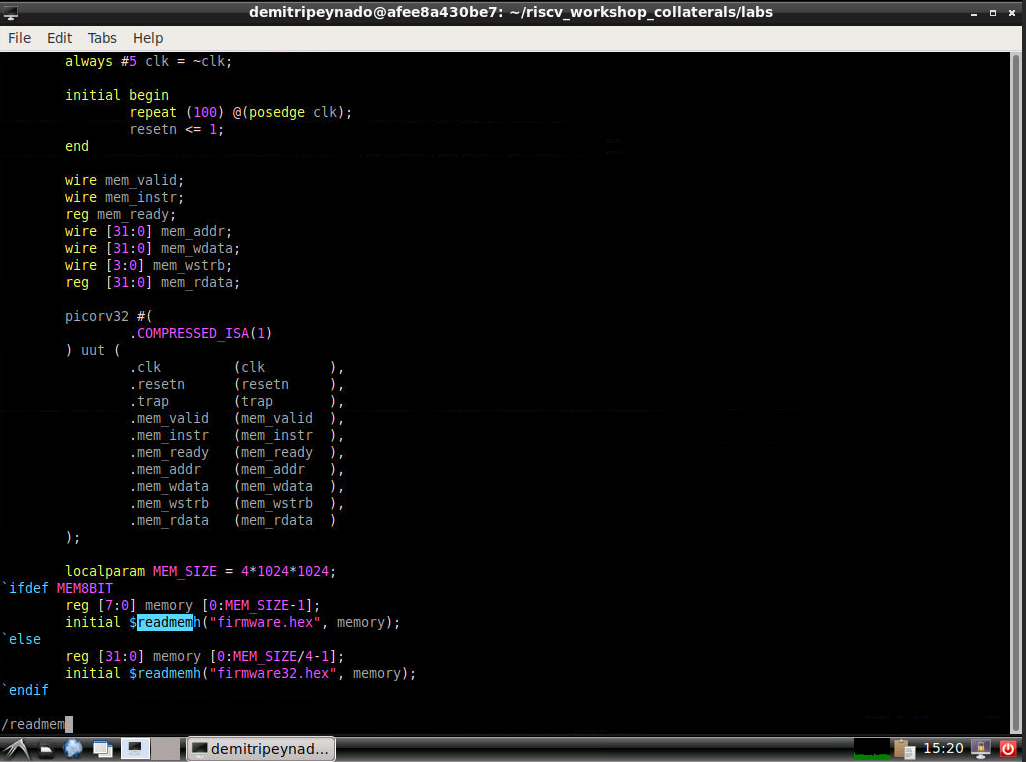 demitripeynado@afee8a430be7: ~/riscv_workshop_collaterals/labs
File Edit Tabs Help
always #5 clk = ~clk;
initial begin
repeat (100) @(posedge clk);
resetn <= 1;
end
wire mem_valid;
wire mem_instr;
reg mem_ready;
wire [31:0] mem_addr;
wire [31:0] mem_wdata;
wire [3:0] mem_wstrb;
reg  [31:0] mem_rdata;
picorv32 #(
.COMPRESSED_ISA(1)
) uut (
.clk         (clk        ),
.resetn      (resetn     ),
.trap        (trap       ),
.mem_valid   (mem_valid  ),
.mem_instr   (mem_instr  ),
.mem_ready   (mem_ready  ),
.mem_addr    (mem_addr   ),
.mem_wdata   (mem_wdata  ),
.mem_wstrb   (mem_wstrb  ),
.mem_rdata   (mem_rdata  )
);
localparam MEM_SIZE = 4*1024*1024;
`ifdef MEM8BIT
reg [7:0] memory [0:MEM_SIZE-1];
initial $readmemh("firmware.hex", memory);
`else
reg [31:0] memory [0:MEM_SIZE/4-1];
initial $readmemh("firmware32.hex", memory);
`endif
/readmem
demitripeynad... 15:20